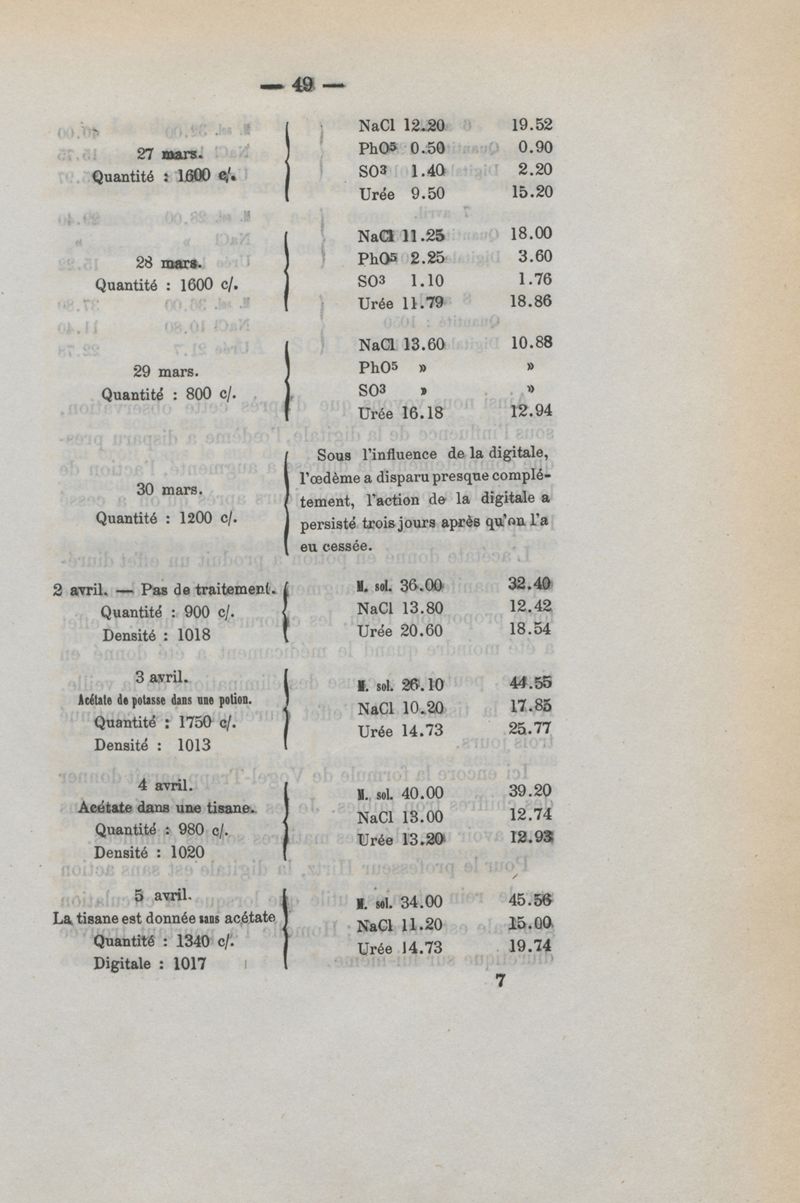 — 49 —
NaCl 12.20 19.52
27 mars. PhO5 0.50 0.90
Quantité : 1600 c/. SO3 1.40 2.20
Urée 9.50 15.20
NaCl 11.25 18.00
28 mars. PhO5 2.25 3.60
Quantité : 1600 c/. SO3 1.10 1.76
Urée 11.79 18.86
NaCl 13.60 10.88
29 mars. PhO5 » »
Quantité : 800 c/. SO3 » »
Urée 16.18 12.94
30 mars.
Quantité : 1200 c/.
Sous l'influence de la digitale,
l'œdème a disparu presque complé-
tement, l'action de la digitale a
persisté trois jours après qu'on l'a
eu cessée.
2 avril. — Pas de traitement. M. sol. 36.00 32.40
Quantité : 900 c/. NaCl 13.80 12.42
Densité : 1018 Urée 20.60 18.54
3 avril.
Acétate de potasse dans une potion. M. sol. 26.10 44.55
Quantité : 1750 c/. NaCl 10.20 17.85
Densité : 1013 Urée 14.73 25.77
4 avril.
Acétate dans une tisane. M. sol. 40.00 39.20
Quantité : 980 c/. NaCl 13.00 12.74
Densité : 1020 Urée 13.20 12.93
5 avril.
La tisane est donnée sans acétate M. sol. 34.00 45.56
Quantité : 1340 c/. NaCl 11.20 15.00
Digitale : 1017 Urée 14.73 19.74
7